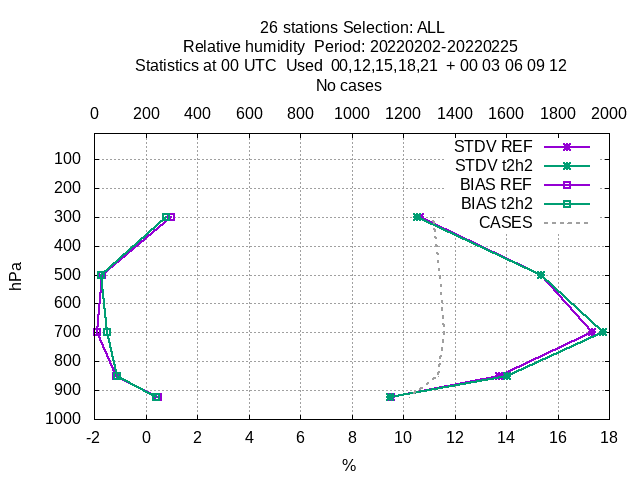 26 stations Selection: ALL
Relative humidity  Period: 20220202-20220225
Statistics at 00 UTC  Used  00,12,15,18,21  + 00 03 06 09 12
No cases
0 200 400 600 800 1000 1200 1400 1600 1800 2000
STDV REF
STDV t2h2
BIAS REF
BIAS t2h2
CASES
hPa
100
200
300
400
500
600
700
800
900
1000
-2 0 2 4 6 8 10 12 14 16 18
%